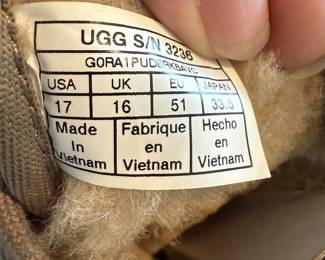 UGG S/N 3236
GORA1PUDERKBAVC
USA UK EU JAPAN
17 16 51 33.5
Made Fabrique Hecho
in en en
Vietnam Vietnam Vietnam